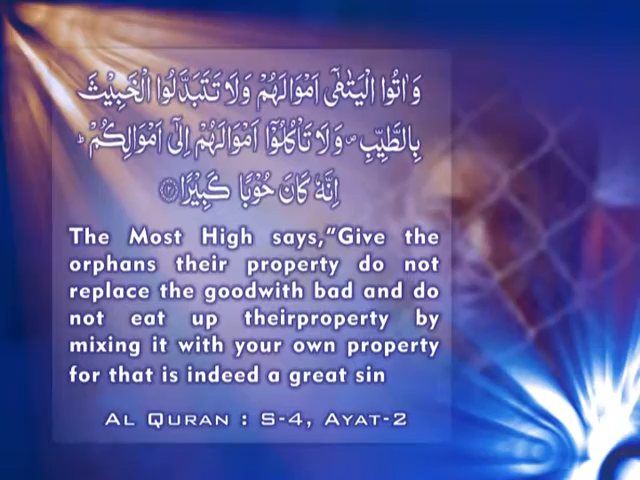 وَاٰتُوا الْيَتٰمٰٓى اَمْوَالَهُمْ وَلَا تَتَبَدَّلُوا الْخَبِيْثَ
بِالطَّيِّبِ ۪ وَلَا تَاْكُلُوْٓا اَمْوَالَهُمْ اِلٰٓى اَمْوَالِكُمْ ؕ
اِنَّهٗ كَانَ حُوْبًا كَبِيْرًا ۝۲
The Most High says,"Give the
orphans their property do not
replace the goodwith bad and do
not eat up theirproperty by
mixing it with your own property
for that is indeed a great sin
AL QURAN : S-4, AYAT-2